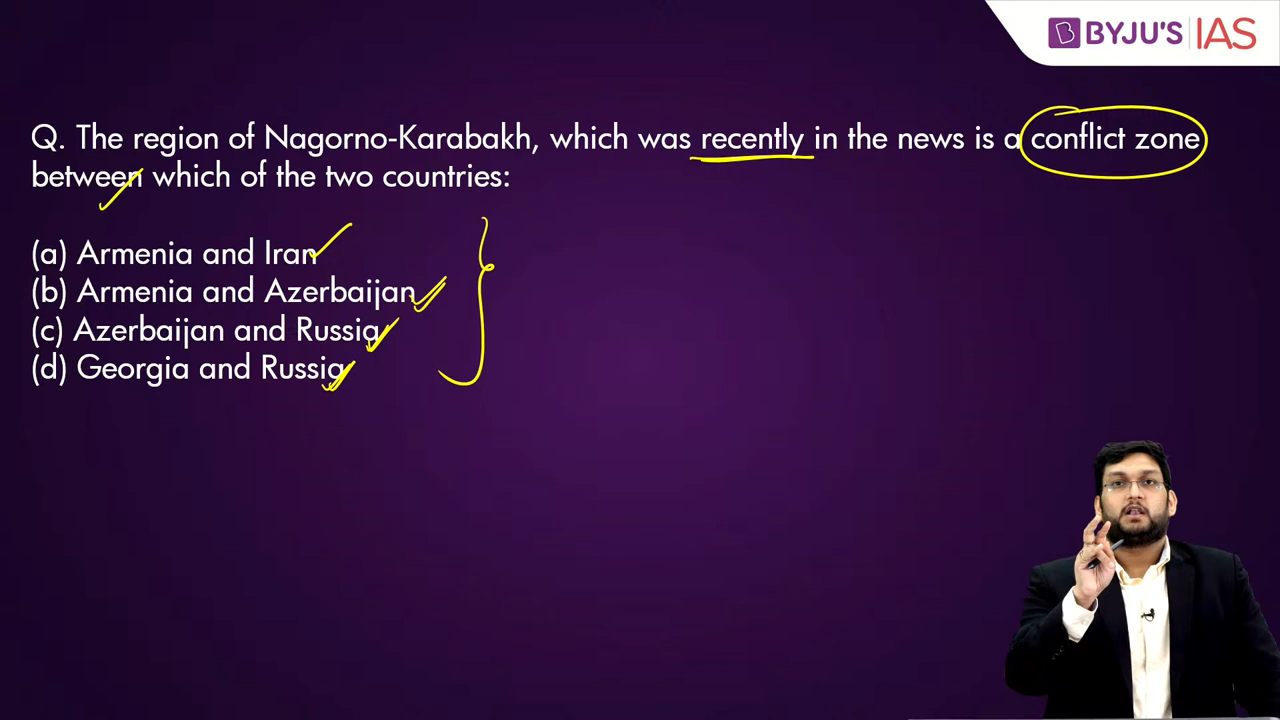 BYJU'S IAS
Q. The region of Nagorno-Karabakh, which was recently in the news is a conflict zone
between which of the two countries:
(a) Armenia and Iran
(b) Armenia and Azerbaijan
(c) Azerbaijan and Russia
(d) Georgia and Russia